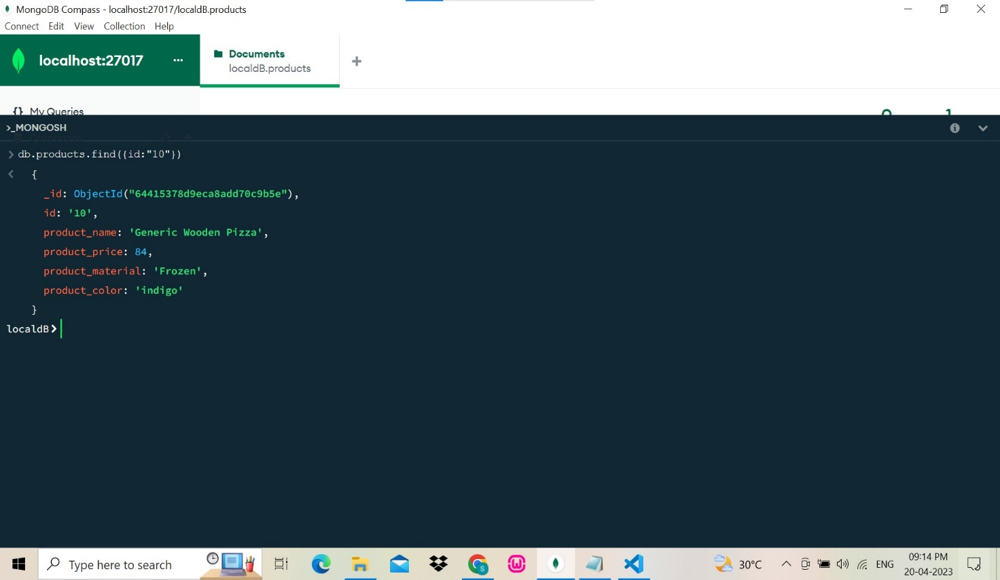 MongoDB Compass - localhost:27017/localdB.products
Connect Edit View Collection Help
localhost:27017 ...
Documents
localdB.products
{} My Queries
>_MONGOSH
db.products.find({id:"10"})
{
_id: ObjectId("64415378d9eca8add70c9b5e"),
id: '10',
product_name: 'Generic Wooden Pizza',
product_price: 84,
product_material: 'Frozen',
product_color: 'indigo'
}
localdB>
Type here to search
30°C
ENG
09:14 PM
20-04-2023